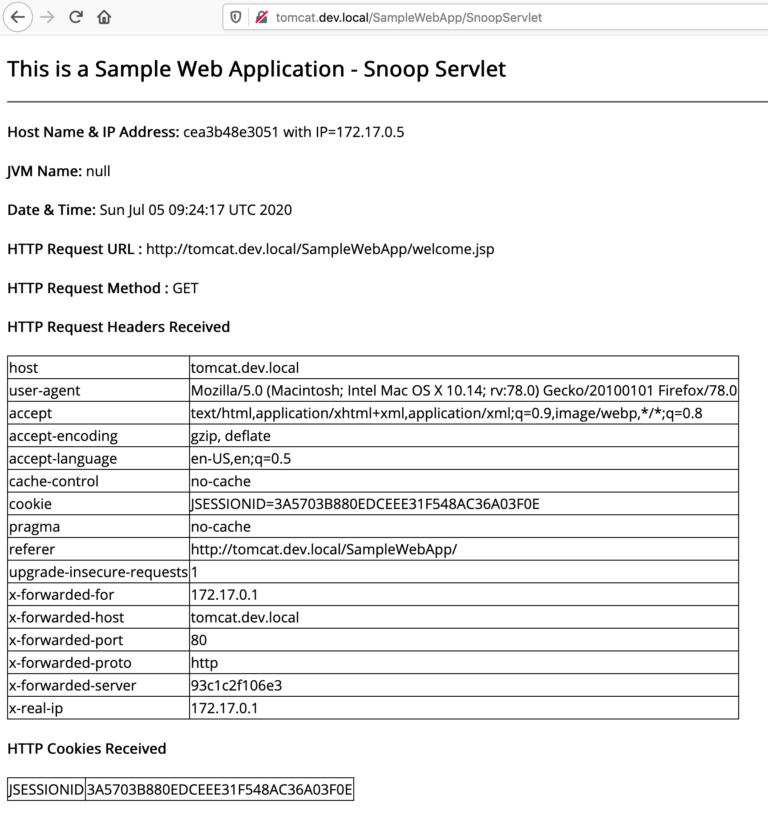 tomcat.dev.local/SampleWebApp/SnoopServlet
This is a Sample Web Application - Snoop Servlet
Host Name & IP Address: cea3b48e3051 with IP=172.17.0.5
JVM Name: null
Date & Time: Sun Jul 05 09:24:17 UTC 2020
HTTP Request URL : http://tomcat.dev.local/SampleWebApp/welcome.jsp
HTTP Request Method : GET
HTTP Request Headers Received
host tomcat.dev.local
user-agent Mozilla/5.0 (Macintosh; Intel Mac OS X 10.14; rv:78.0) Gecko/20100101 Firefox/78.0
accept text/html,application/xhtml+xml,application/xml;q=0.9,image/webp,*/*;q=0.8
accept-encoding gzip, deflate
accept-language en-US,en;q=0.5
cache-control no-cache
cookie JSESSIONID=3A5703B880EDCEEE31F548AC36A03F0E
pragma no-cache
referer http://tomcat.dev.local/SampleWebApp/
upgrade-insecure-requests 1
x-forwarded-for 172.17.0.1
x-forwarded-host tomcat.dev.local
x-forwarded-port 80
x-forwarded-proto http
x-forwarded-server 93c1c2f106e3
x-real-ip 172.17.0.1
HTTP Cookies Received
JSESSIONID 3A5703B880EDCEEE31F548AC36A03F0E